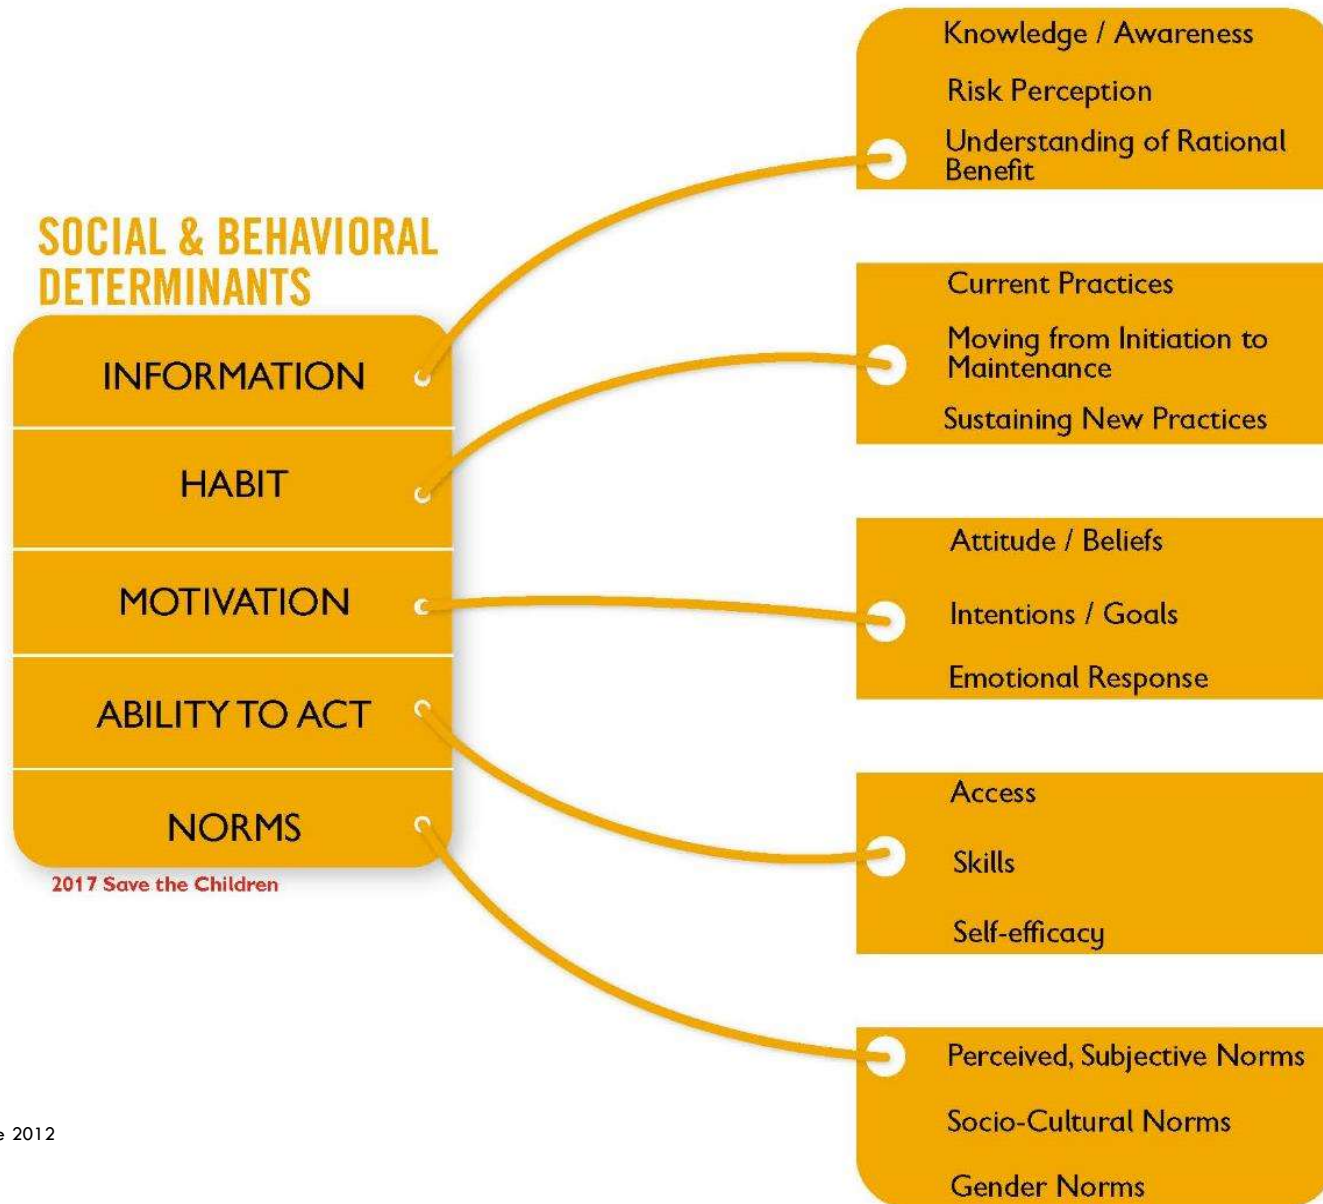 SOCIAL & BEHAVIORAL
DETERMINANTS
INFORMATION
HABIT
MOTIVATION
ABILITY TO ACT
NORMS
2017 Save the Children
Knowledge / Awareness
Risk Perception
Understanding of Rational
Benefit
Current Practices
Moving from Initiation to
Maintenance
Sustaining New Practices
Attitude / Beliefs
Intentions / Goals
Emotional Response
Access
Skills
Self-efficacy
Perceived, Subjective Norms
Socio-Cultural Norms
Gender Norms
2012